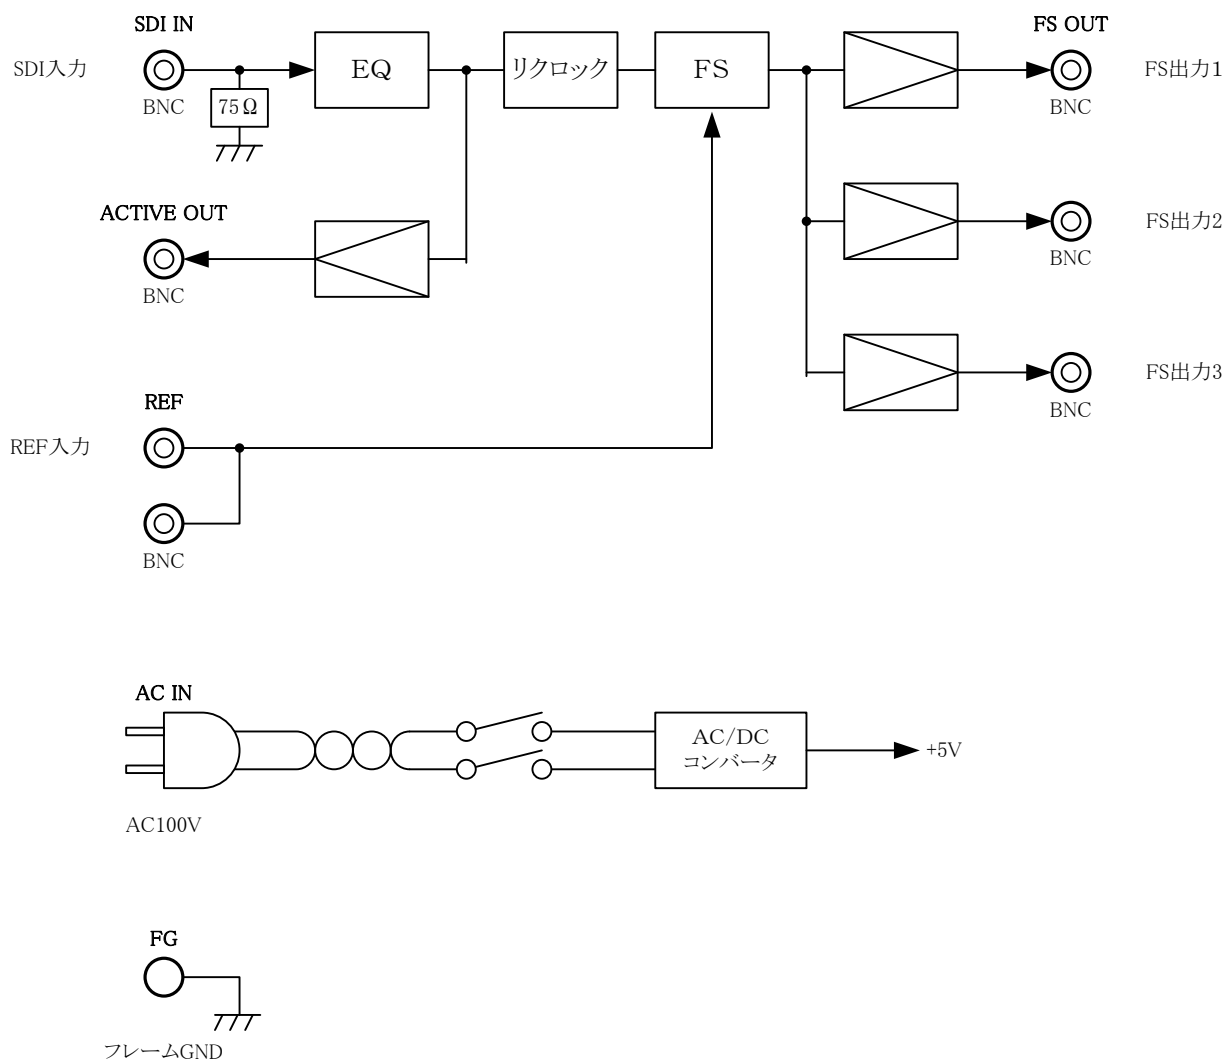 SDI IN
FS OUT
SDI入力
EQ
リクロック
FS
FS出力1
BNC
75Ω
BNC
ACTIVE OUT
FS出力2
BNC
BNC
REF
FS出力3
BNC
REF入力
BNC
AC IN
AC/DC
コンバータ
+5V
AC100V
FG
フレームGND